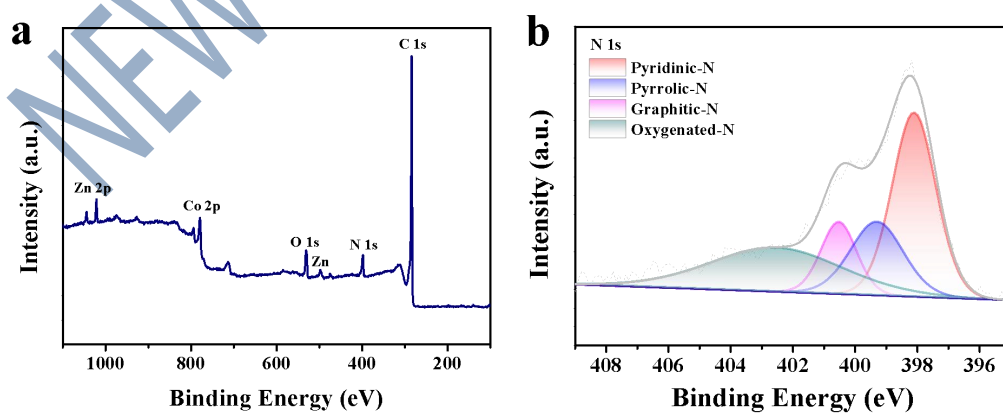 NEW
a
C 1s
Zn 2p
Co 2p
O 1s
Zn
N 1s
Intensity (a.u.)
1000
800
600
400
200
Binding Energy (eV)
b
N 1s
Pyridinic-N
Pyrrolic-N
Graphitic-N
Oxygenated-N
Intensity (a.u.)
408
406
404
402
400
398
396
Binding Energy (eV)